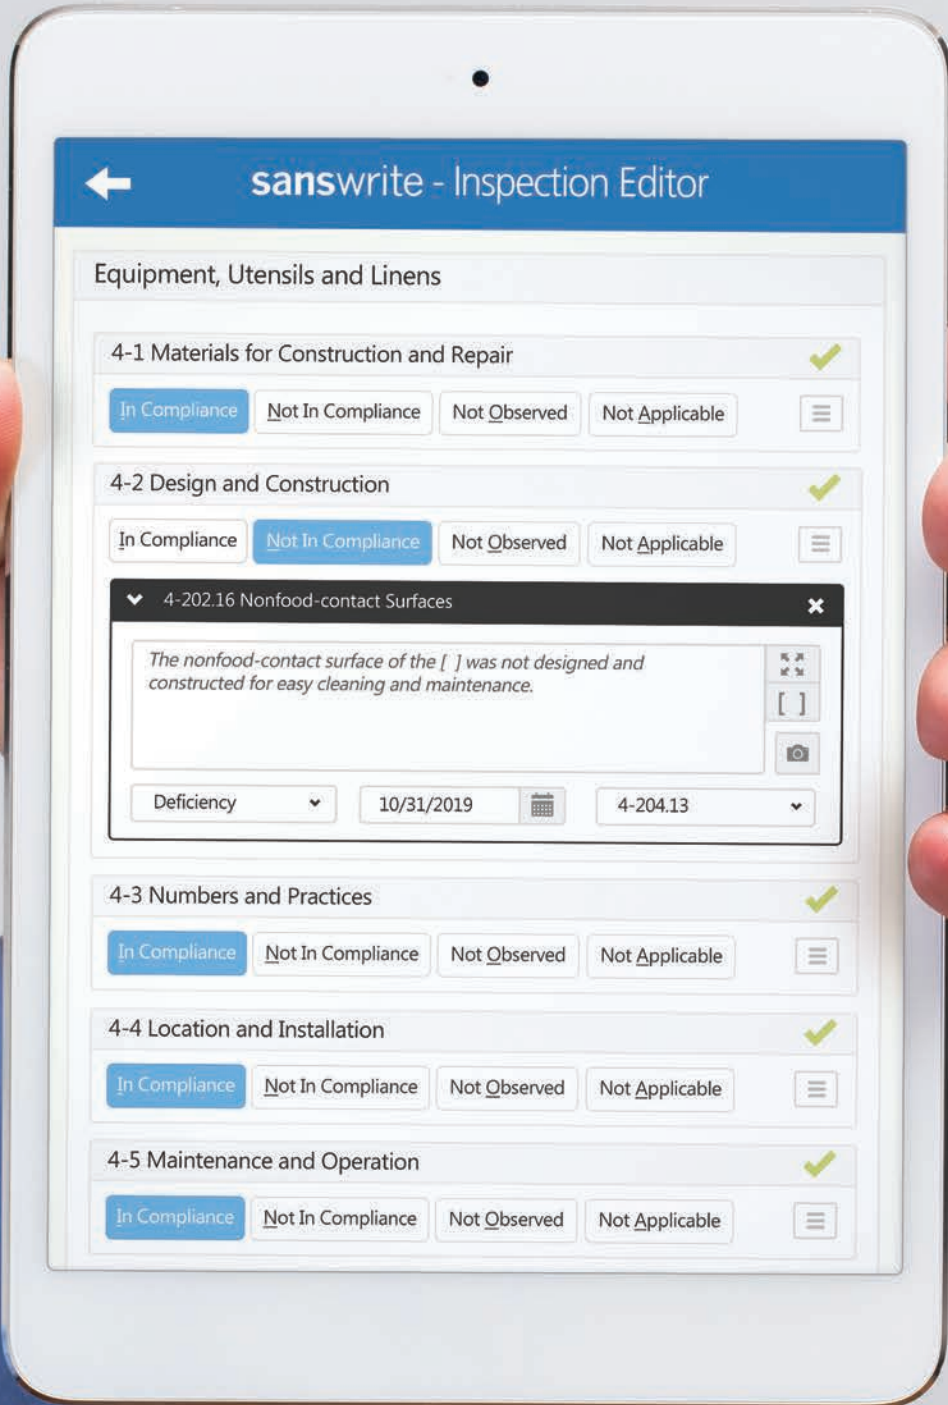 sanswrite - Inspection Editor
Equipment, Utensils and Linens
4-1 Materials for Construction and Repair
In Compliance Not In Compliance Not Observed Not Applicable
4-2 Design and Construction
In Compliance Not In Compliance Not Observed Not Applicable
4-202.16 Nonfood-contact Surfaces
The nonfood-contact surface of the [ ] was not designed and
constructed for easy cleaning and maintenance.
[ ]
Deficiency 10/31/2019 4-204.13
4-3 Numbers and Practices
In Compliance Not In Compliance Not Observed Not Applicable
4-4 Location and Installation
In Compliance Not In Compliance Not Observed Not Applicable
4-5 Maintenance and Operation
In Compliance Not In Compliance Not Observed Not Applicable